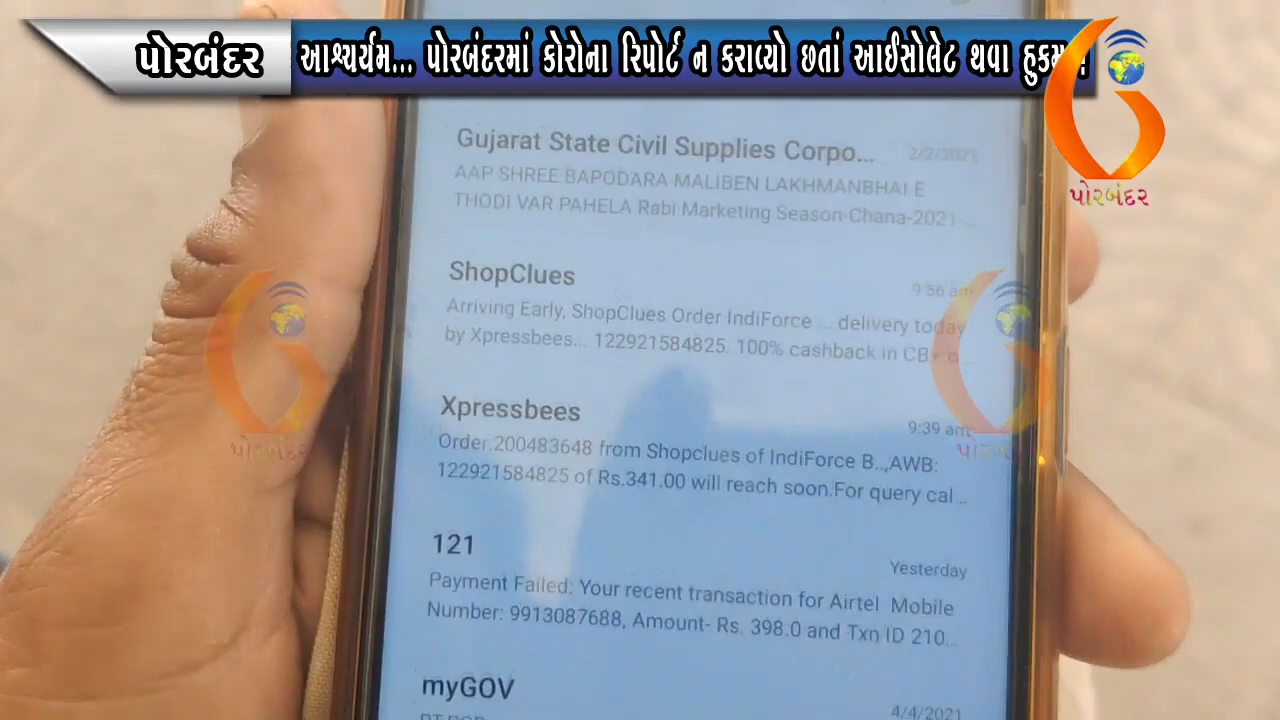 પોરબંદર
આશ્ચર્યમ... પોરબંદરમાં કોરોના રિપોર્ટ ન કરાવ્યો છતાં આઈસોલેટ થવા હુકમ !
પોરબંદર
Gujarat State Civil Supplies Corpo... 2/2/2021
AAP SHREE BAPODARA MALIBEN LAKHMANBHAI E
THODI VAR PAHELA Rabi Marketing Season-Chana-2021-...
ShopClues 9:56 am
Arriving Early, ShopClues Order IndiForce ... delivery today
by Xpressbees... 122921584825. 100% cashback in CB+ o...
Xpressbees 9:39 am
Order.200483648 from Shopclues of IndiForce B..,AWB:
122921584825 of Rs.341.00 will reach soon.For query cal...
121 Yesterday
Payment Failed: Your recent transaction for Airtel Mobile
Number: 9913087688, Amount- Rs. 398.0 and Txn ID 210...
myGOV 4/4/2021
પોરબંદર
પોરબંદર